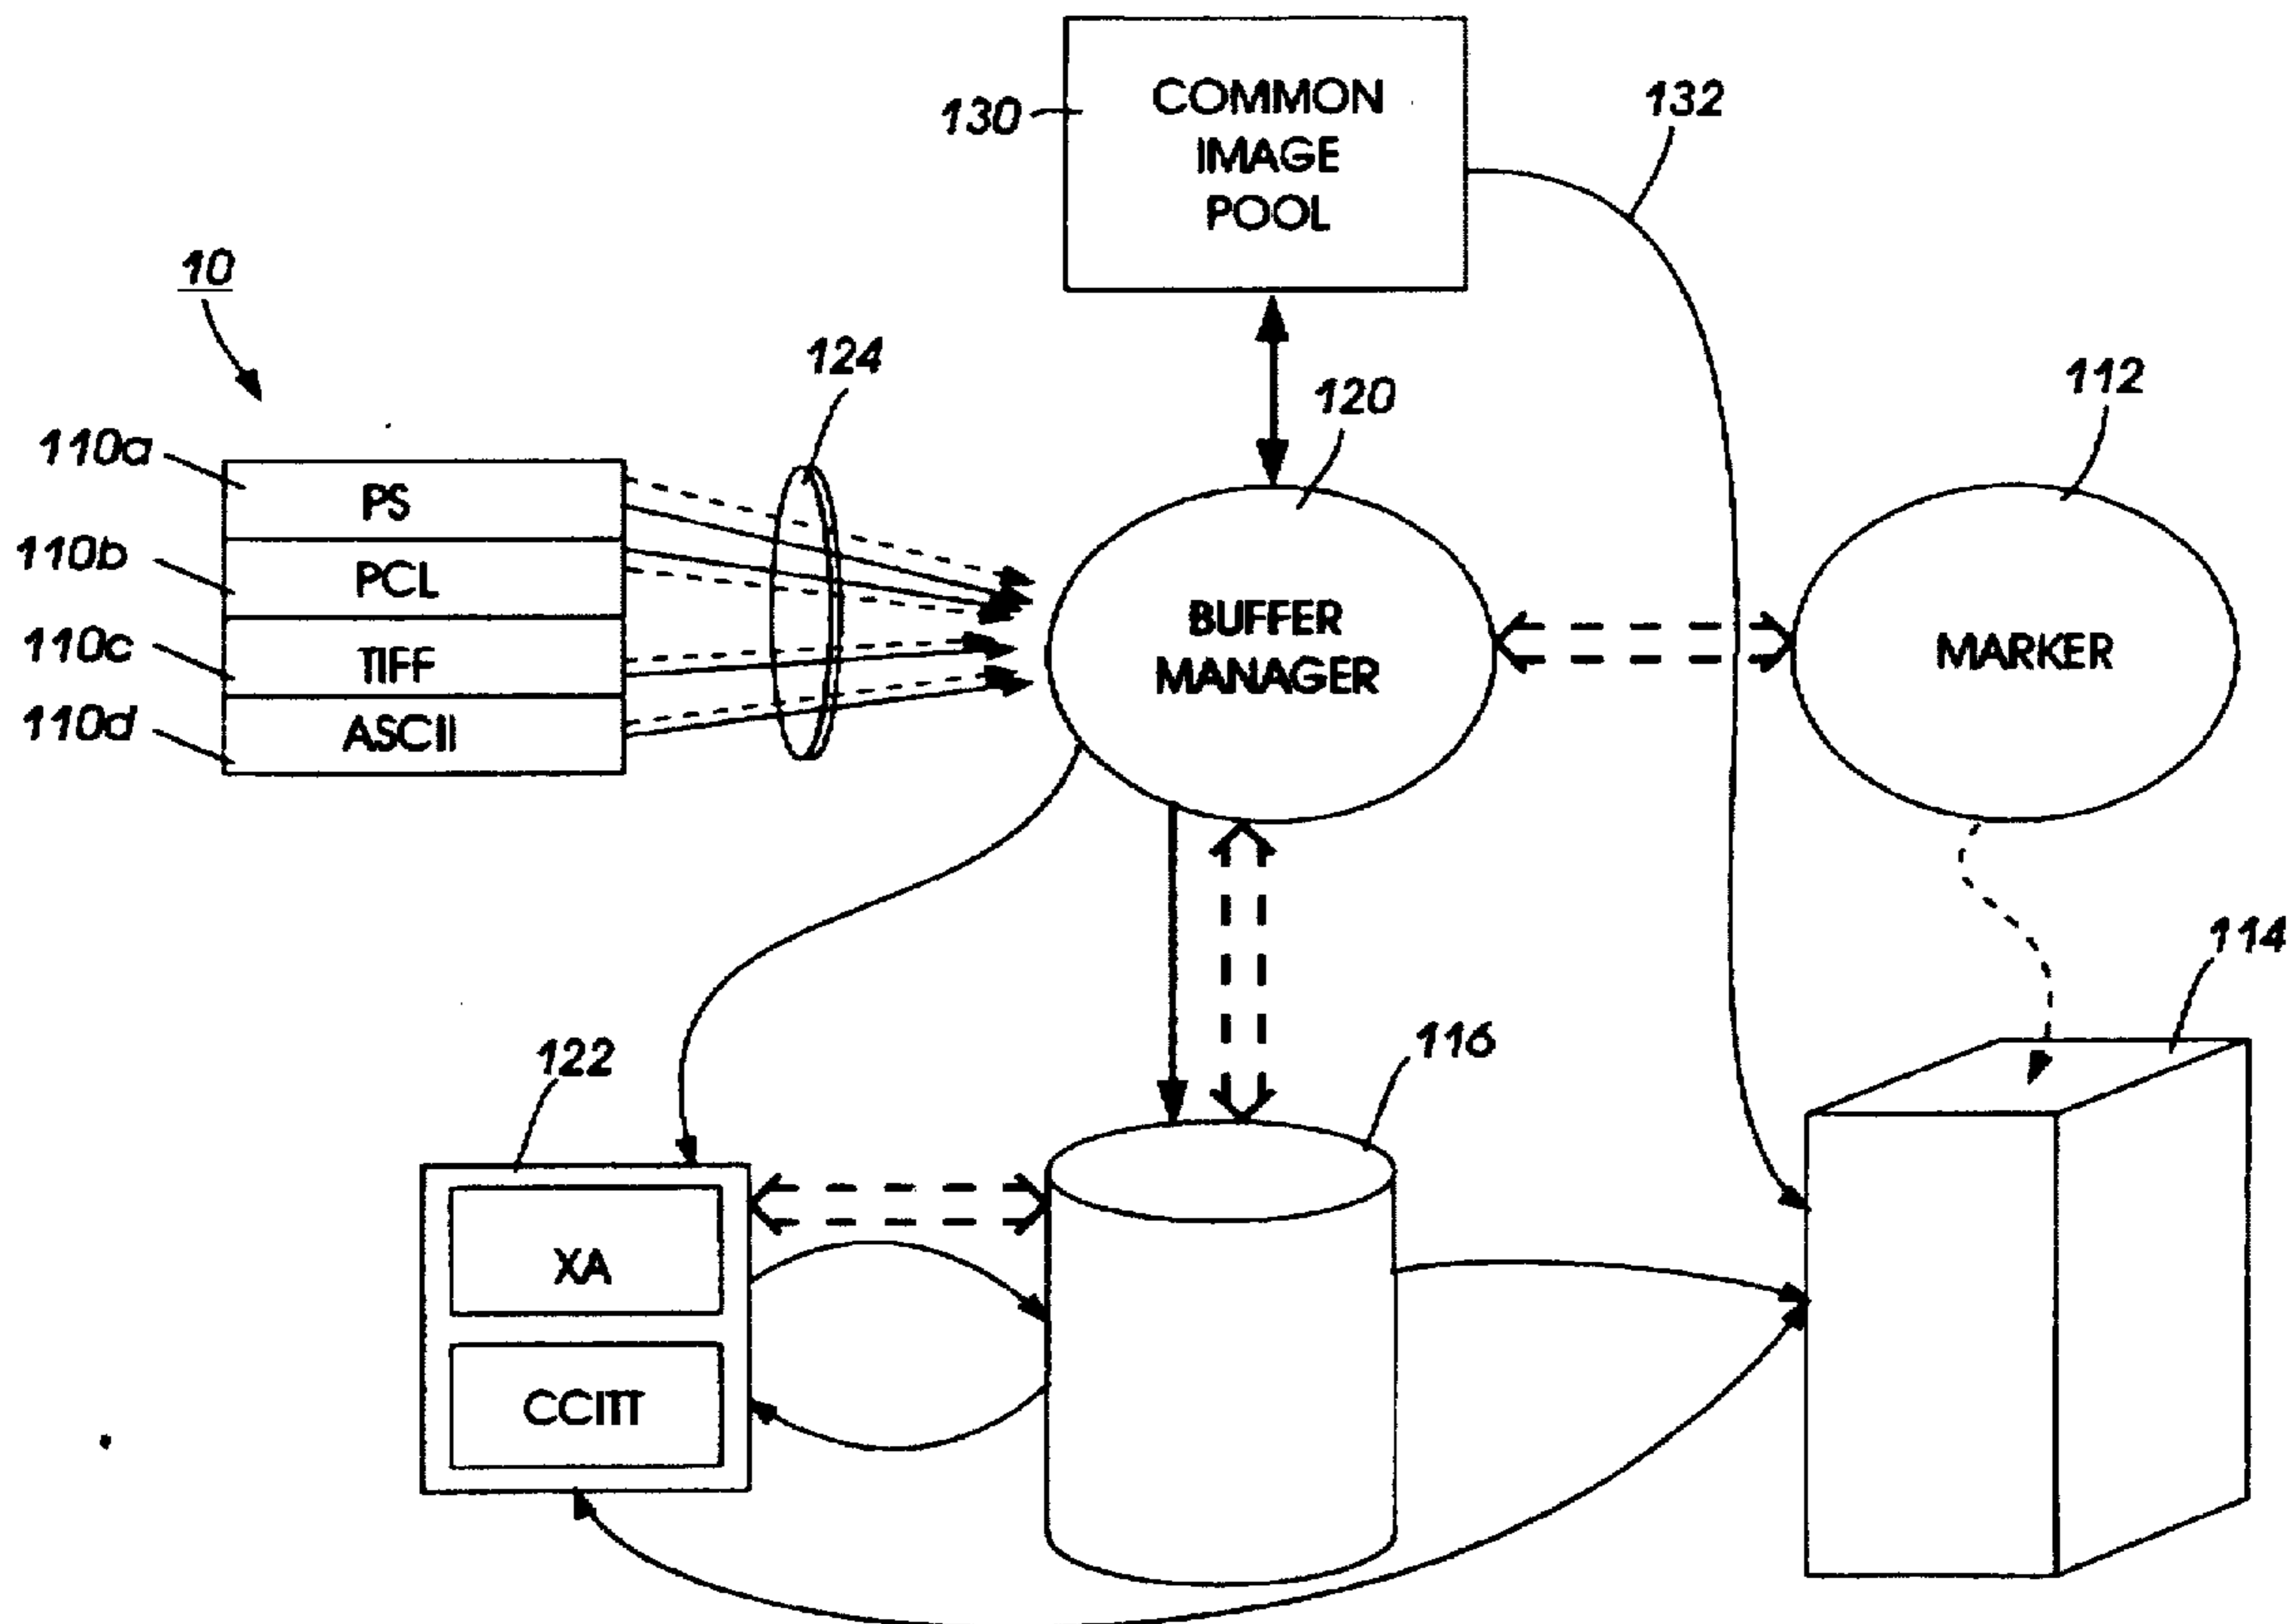 COMMON
IMAGE
POOL
130
132
10
124
120
112
110a
PS
110b
PCL
110c
TIFF
110d
ASCII
BUFFER
MANAGER
MARKER
114
122
116
XA
CCITT